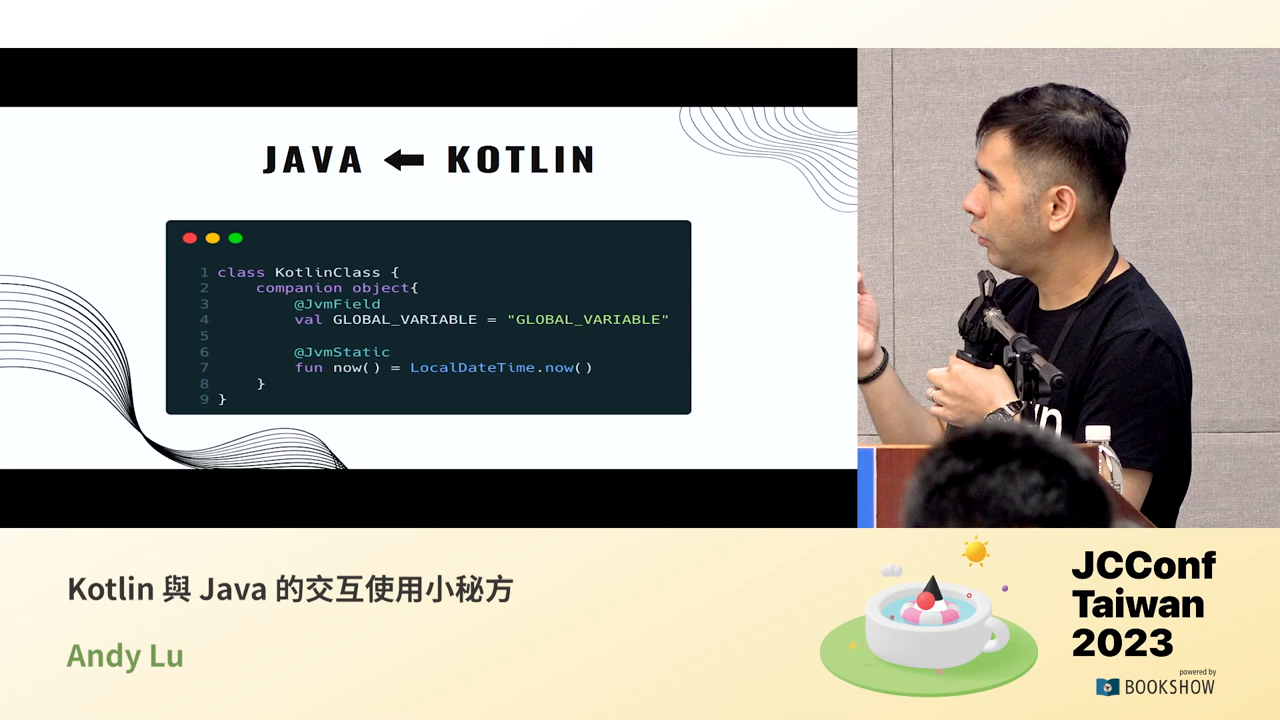 JAVA ← KOTLIN
1 class KotlinClass {
2     companion object{
3         @JvmField
4         val GLOBAL_VARIABLE = "GLOBAL_VARIABLE"
5
6         @JvmStatic
7         fun now() = LocalDateTime.now()
8     }
9 }
Kotlin 與 Java 的交互使用小秘方
Andy Lu
JCConf
Taiwan
2023
powered by
BOOKSHOW